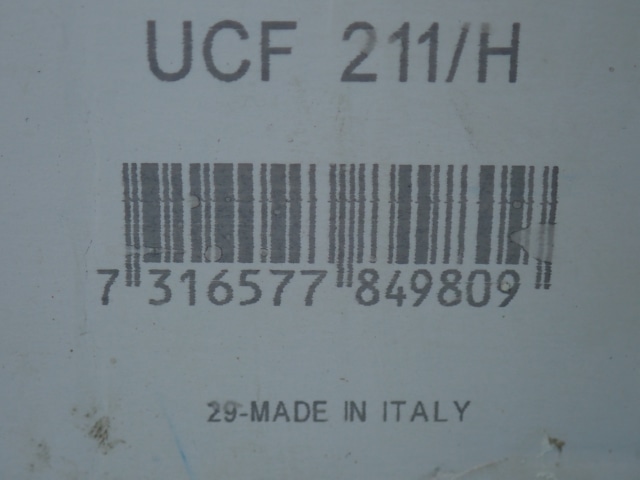 UCF 211/H
7 316577 849809
29-MADE IN ITALY